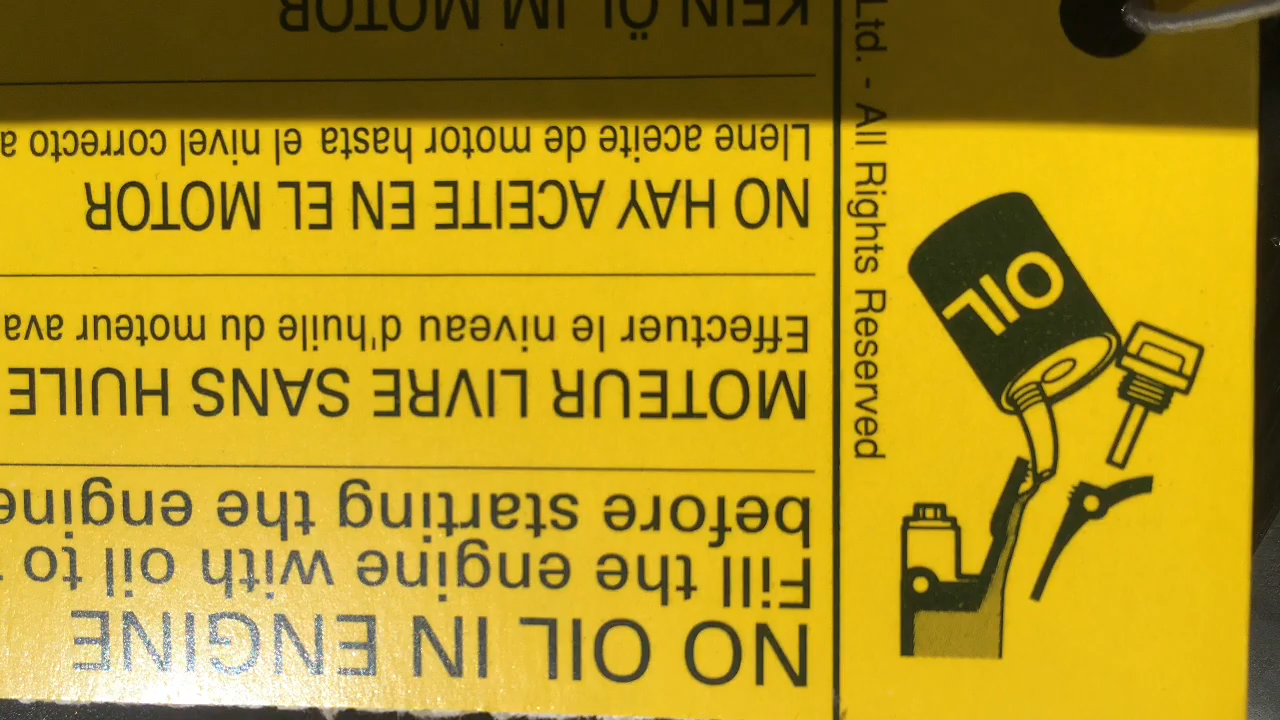 NO OIL IN ENGINE
Fill the engine with oil to
before starting the engine
MOTEUR LIVRE SANS HUILE
Effectuer le niveau d'huile du moteur
NO HAY ACEITE EN EL MOTOR
Llene aceite de motor hasta el nivel correcto
KEIN ÖL IM MOTOR
Ltd. - All Rights Reserved
OIL